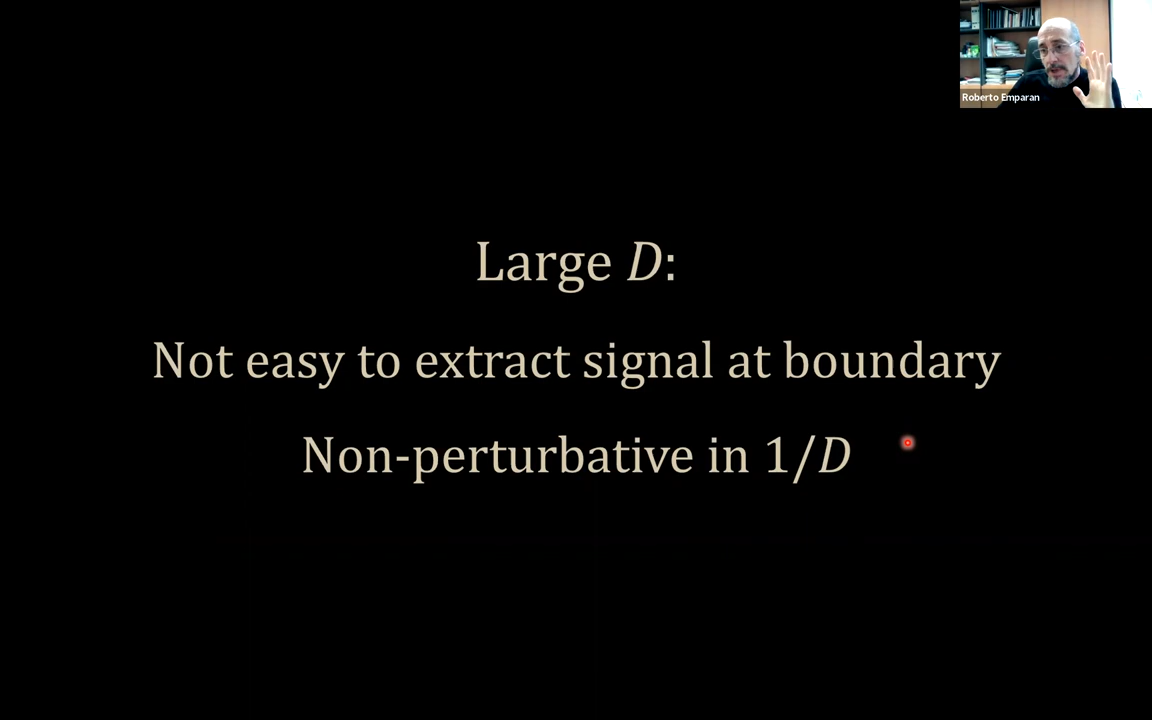 Roberto Emparan
Large D:
Not easy to extract signal at boundary
Non-perturbative in 1/D